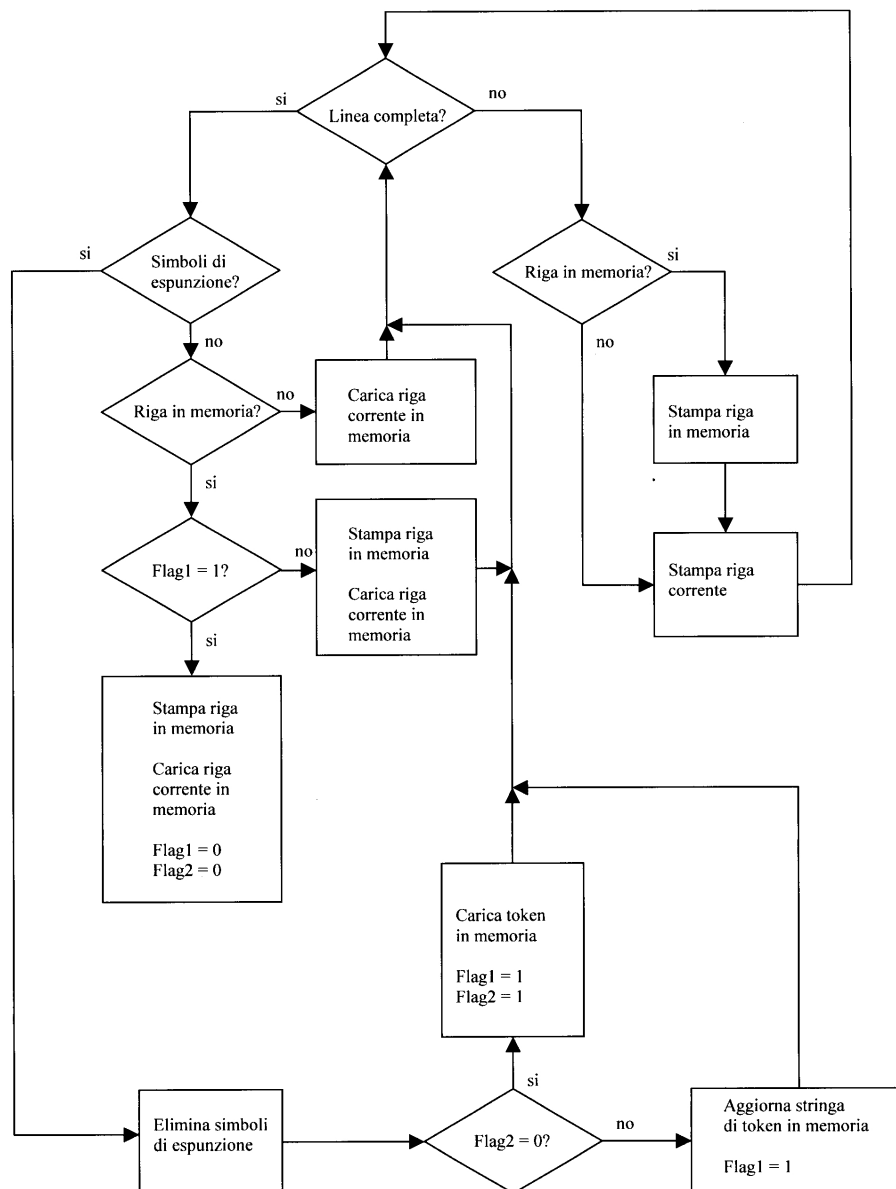 si
no
Linea completa?
si
Simboli di
espunzione?
Riga in memoria?
si
no
no
Riga in memoria?
no
Carica riga
corrente in
memoria
Stampa riga
in memoria
si
Flag1 = 1?
no
Stampa riga
in memoria
Carica riga
corrente in
memoria
Stampa riga
corrente
si
Stampa riga
in memoria
Carica riga
corrente in
memoria
Flag1 = 0
Flag2 = 0
Carica token
in memoria
Flag1 = 1
Flag2 = 1
si
Elimina simboli
di espunzione
Flag2 = 0?
no
Aggiorna stringa
di token in memoria
Flag1 = 1